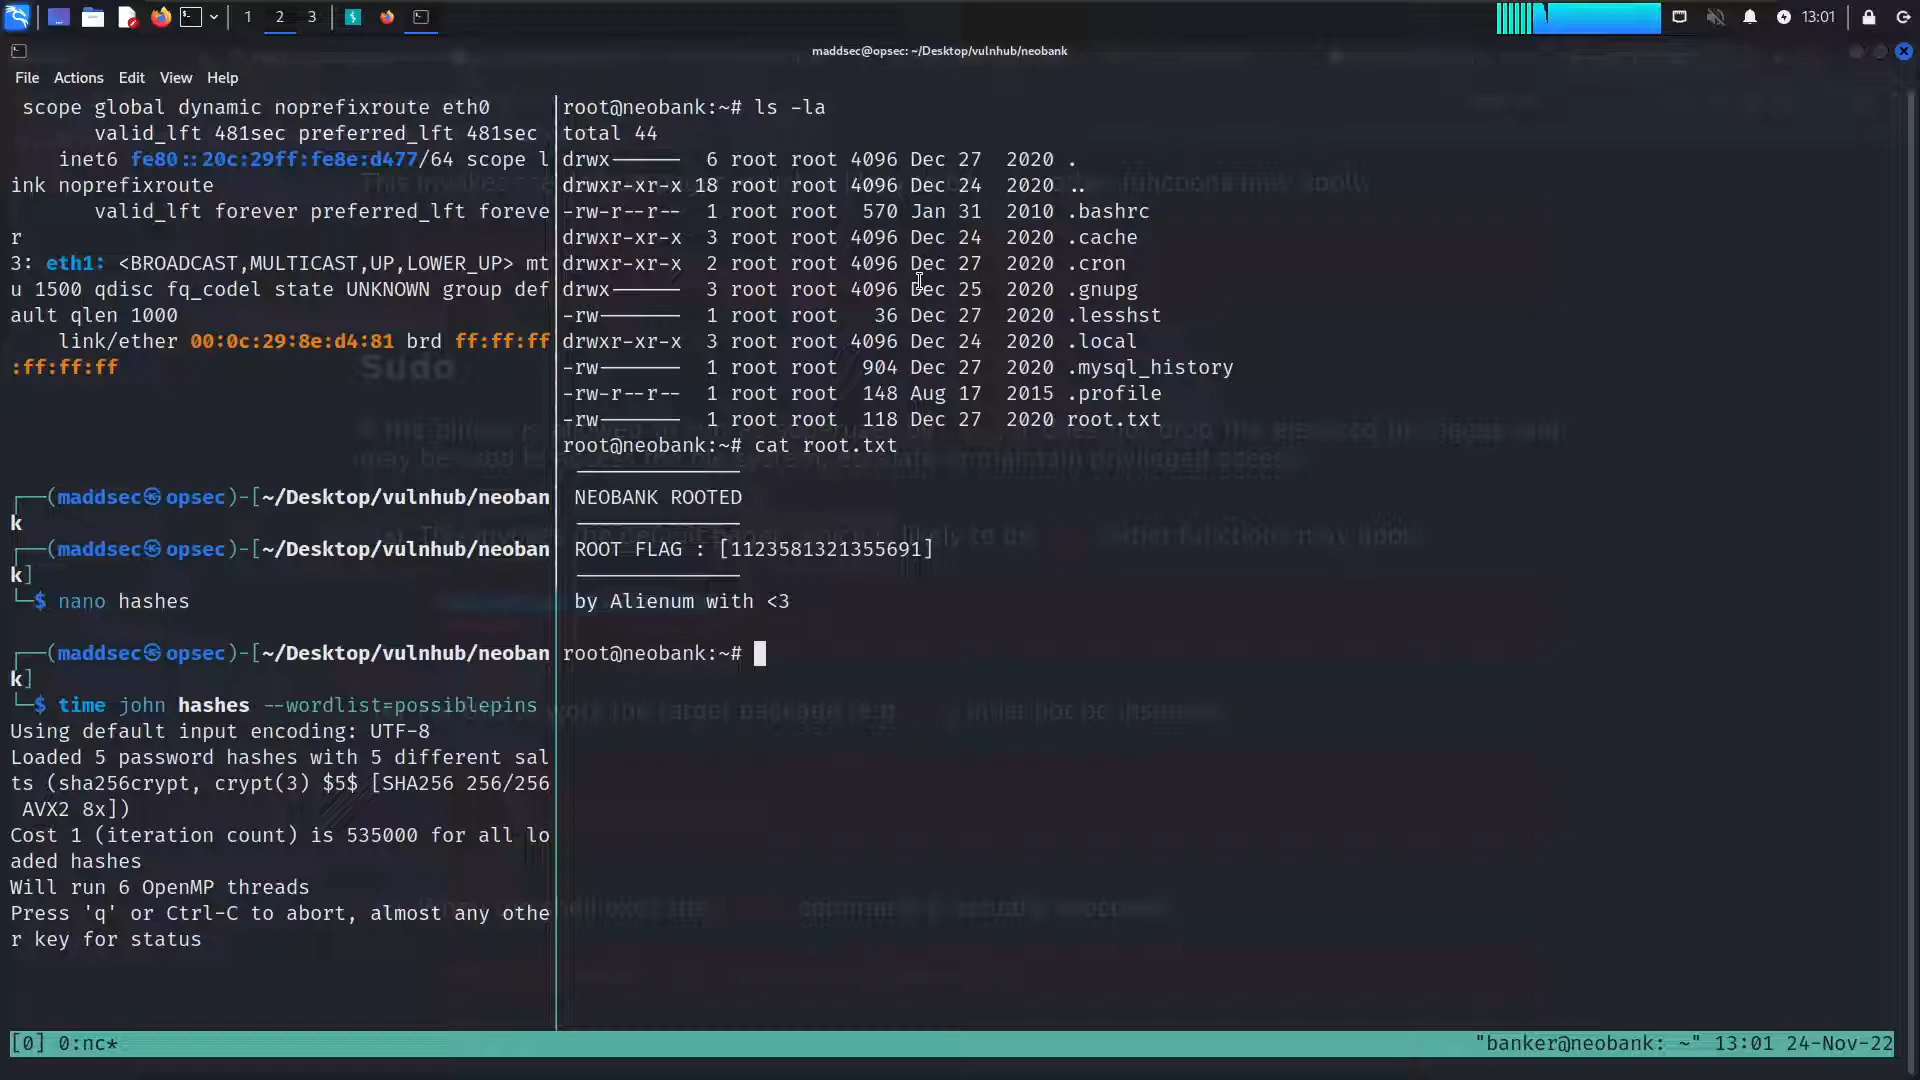 1 2 3
13:01
maddsec@opsec: ~/Desktop/vulnhub/neobank
File Actions Edit View Help
scope global dynamic noprefixroute eth0
valid_lft 481sec preferred_lft 481sec
inet6 fe80::20c:29ff:fe8e:d477/64 scope l
ink noprefixroute
valid_lft forever preferred_lft foreve
r
3: eth1: <BROADCAST,MULTICAST,UP,LOWER_UP> mt
u 1500 qdisc fq_codel state UNKNOWN group def
ault qlen 1000
link/ether 00:0c:29:8e:d4:81 brd ff:ff:ff
:ff:ff:ff
┌──(maddsec㉿opsec)-[~/Desktop/vulnhub/neoban
k
┌──(maddsec㉿opsec)-[~/Desktop/vulnhub/neoban
k]
└─$ nano hashes
┌──(maddsec㉿opsec)-[~/Desktop/vulnhub/neoban
k]
└─$ time john hashes --wordlist=possiblepins
Using default input encoding: UTF-8
Loaded 5 password hashes with 5 different sal
ts (sha256crypt, crypt(3) $5$ [SHA256 256/256
AVX2 8x])
Cost 1 (iteration count) is 535000 for all lo
aded hashes
Will run 6 OpenMP threads
Press 'q' or Ctrl-C to abort, almost any othe
r key for status
root@neobank:~# ls -la
total 44
drwx------ 6 root root 4096 Dec 27 2020 .
drwxr-xr-x 18 root root 4096 Dec 24 2020 ..
-rw-r--r-- 1 root root 570 Jan 31 2010 .bashrc
drwxr-xr-x 3 root root 4096 Dec 24 2020 .cache
drwxr-xr-x 2 root root 4096 Dec 27 2020 .cron
drwx------ 3 root root 4096 Dec 25 2020 .gnupg
-rw------- 1 root root 36 Dec 27 2020 .lesshst
drwxr-xr-x 3 root root 4096 Dec 24 2020 .local
-rw------- 1 root root 904 Dec 27 2020 .mysql_history
-rw-r--r-- 1 root root 148 Aug 17 2015 .profile
-rw------- 1 root root 118 Dec 27 2020 root.txt
root@neobank:~# cat root.txt
NEOBANK ROOTED
ROOT FLAG : [1123581321355691]
by Alienum with <3
root@neobank:~#
Sudo
[0] 0:nc*
"banker@neobank: ~" 13:01 24-Nov-22